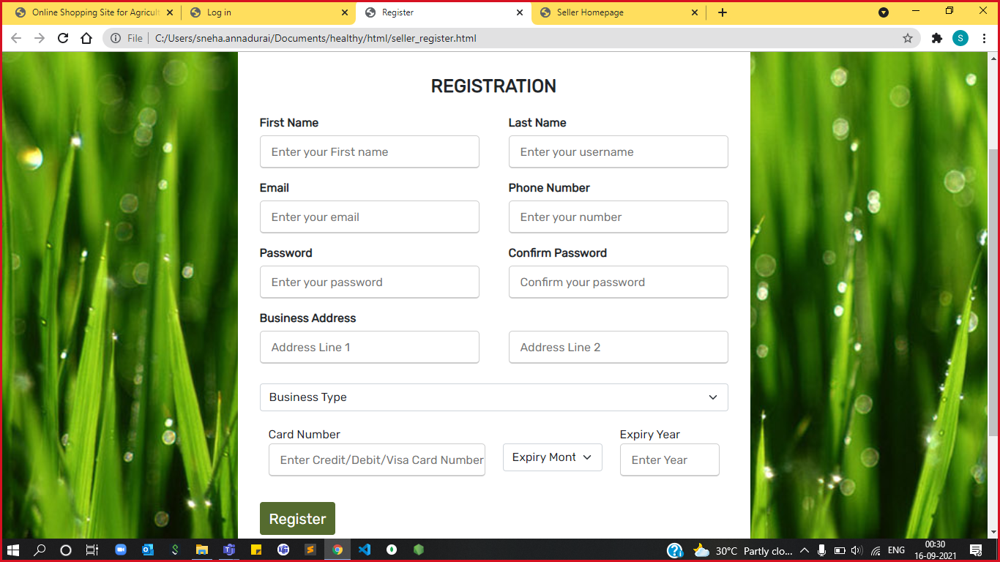 Online Shopping Site for Agricult
Log in
Register
Seller Homepage
File
C:/Users/sneha.annadurai/Documents/healthy/html/seller_register.html
S
REGISTRATION
First Name
Last Name
Enter your First name
Enter your username
Email
Phone Number
Enter your email
Enter your number
Password
Confirm Password
Enter your password
Confirm your password
Business Address
Address Line 1
Address Line 2
Business Type
Card Number
Expiry Year
Enter Credit/Debit/Visa Card Number
Expiry Mont
Enter Year
Register
30°C Partly clo...
ENG
00:30
16-09-2021